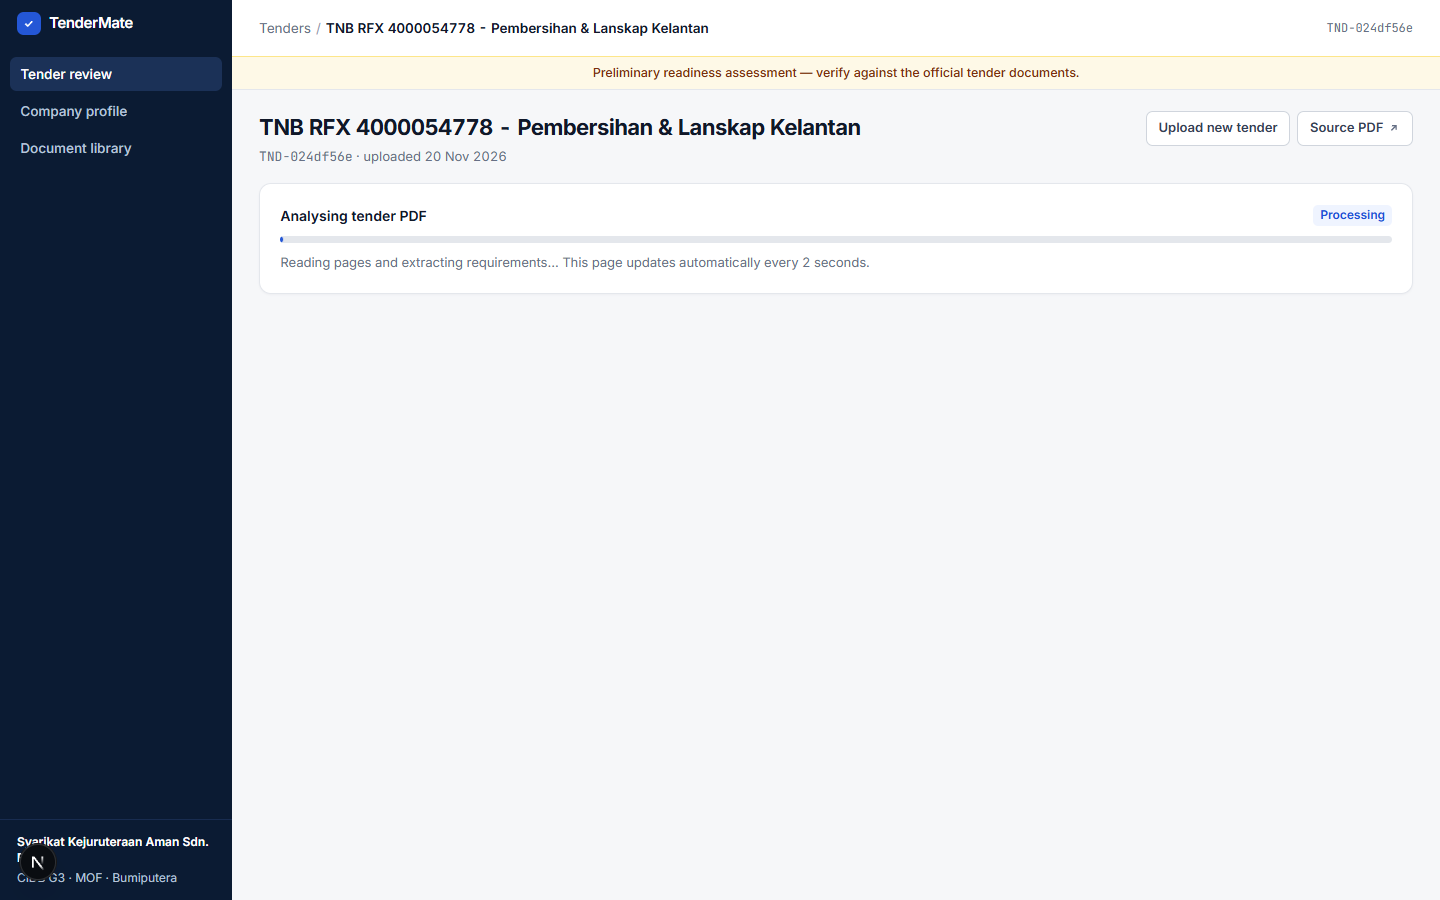 TenderMate
Tender review
Company profile
Document library
Syarikat Kejuruteraan Aman Sdn.
G3 · MOF · Bumiputera
Tenders / TNB RFX 4000054778 - Pembersihan & Lanskap Kelantan
TND-024df56e
Preliminary readiness assessment — verify against the official tender documents.
TNB RFX 4000054778 - Pembersihan & Lanskap Kelantan
TND-024df56e · uploaded 20 Nov 2026
Upload new tender
Source PDF ↗
Analysing tender PDF
Processing
Reading pages and extracting requirements... This page updates automatically every 2 seconds.
N